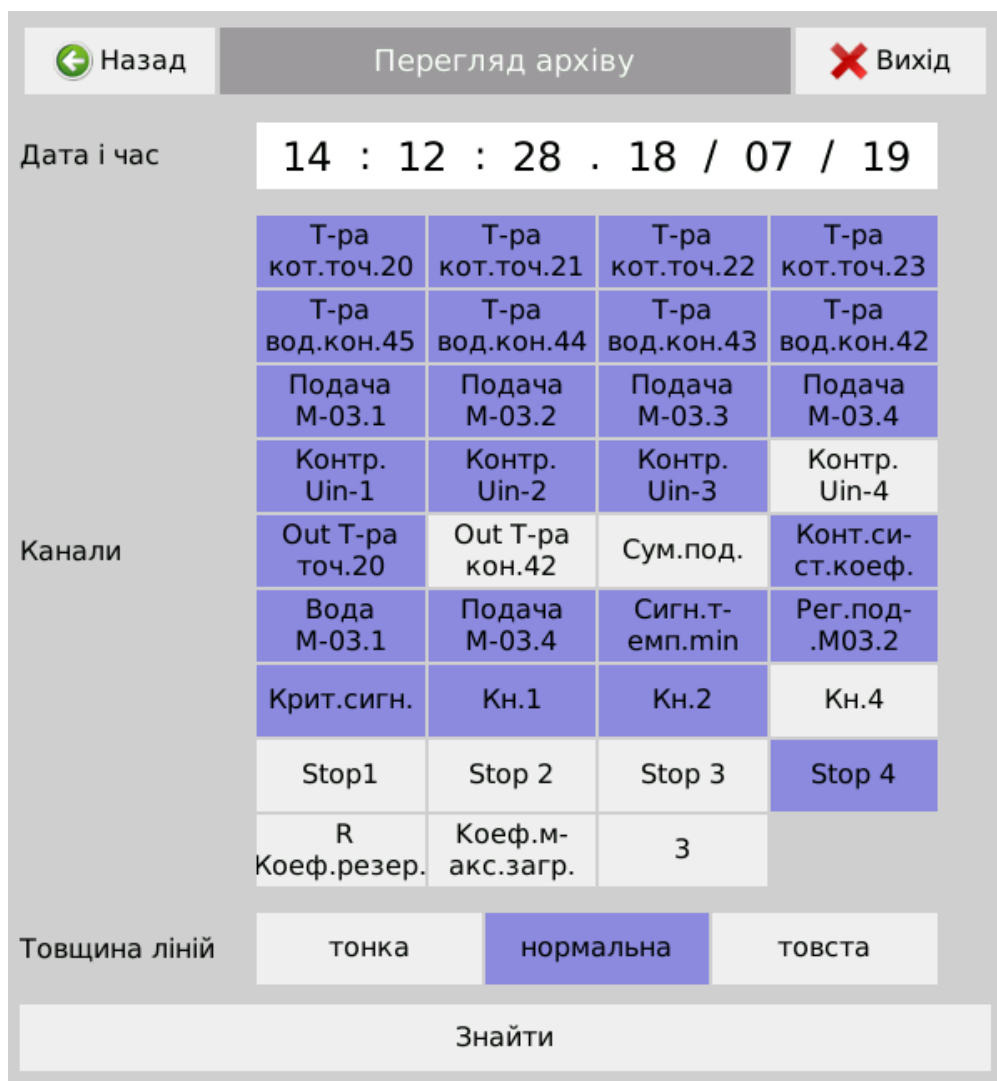 Назад
Перегляд архіву
Вихід
Дата і час
14 : 12 : 28 . 18 / 07 / 19
Канали
Т-ра
кот.точ.20
Т-ра
кот.точ.21
Т-ра
кот.точ.22
Т-ра
кот.точ.23
Т-ра
вод.кон.45
Т-ра
вод.кон.44
Т-ра
вод.кон.43
Т-ра
вод.кон.42
Подача
М-03.1
Подача
М-03.2
Подача
М-03.3
Подача
М-03.4
Контр.
Uin-1
Контр.
Uin-2
Контр.
Uin-3
Контр.
Uin-4
Out Т-ра
точ.20
Out Т-ра
кон.42
Сум.под.
Конт.си-
ст.коеф.
Вода
М-03.1
Подача
М-03.4
Сигн.т-
емп.min
Рег.под-
.М03.2
Крит.сигн.
Кн.1
Кн.2
Кн.4
Stop1
Stop 2
Stop 3
Stop 4
R
Коеф.резер.
Коеф.м-
акс.загр.
3
Товщина ліній
тонка
нормальна
товста
Знайти